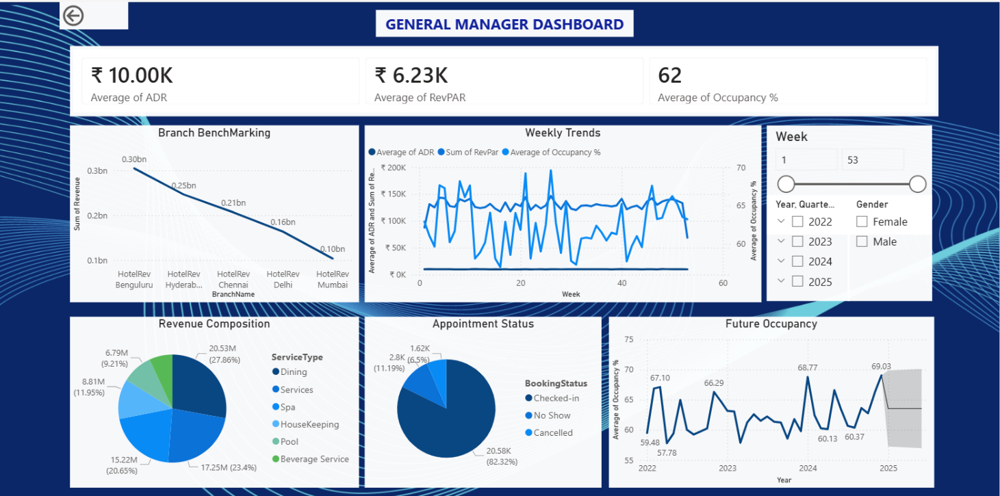 GENERAL MANAGER DASHBOARD
₹ 10.00K
Average of ADR
₹ 6.23K
Average of RevPAR
62
Average of Occupancy %
Branch BenchMarking
Sum of Revenue
0.3bn
0.2bn
0.1bn
0.30bn
0.25bn
0.21bn
0.16bn
0.10bn
HotelRev
Benguluru
HotelRev
Hyderab...
HotelRev
Chennai
HotelRev
Delhi
HotelRev
Mumbai
BranchName
Weekly Trends
Average of ADR
Sum of RevPar
Average of Occupancy %
Average of ADR and Sum of Re...
₹ 200K
₹ 150K
₹ 100K
₹ 50K
₹ 0K
70
65
60
Average of Occupancy %
0
20
40
60
Week
Week
1
53
Year, Quarte...
2022
2023
2024
2025
Gender
Female
Male
Revenue Composition
20.53M
(27.86%)
17.25M (23.4%)
15.22M
(20.65%)
8.81M
(11.95%)
6.79M
(9.21%)
ServiceType
Dining
Services
Spa
HouseKeeping
Pool
Beverage Service
Appointment Status
1.62K
(6.5%)
2.8K
(11.19%)
20.58K
(82.32%)
BookingStatus
Checked-in
No Show
Cancelled
Future Occupancy
Average of Occupancy %
75
70
65
60
55
59.48
67.10
57.78
66.29
68.77
60.13
60.37
69.03
2022
2023
2024
2025
Year